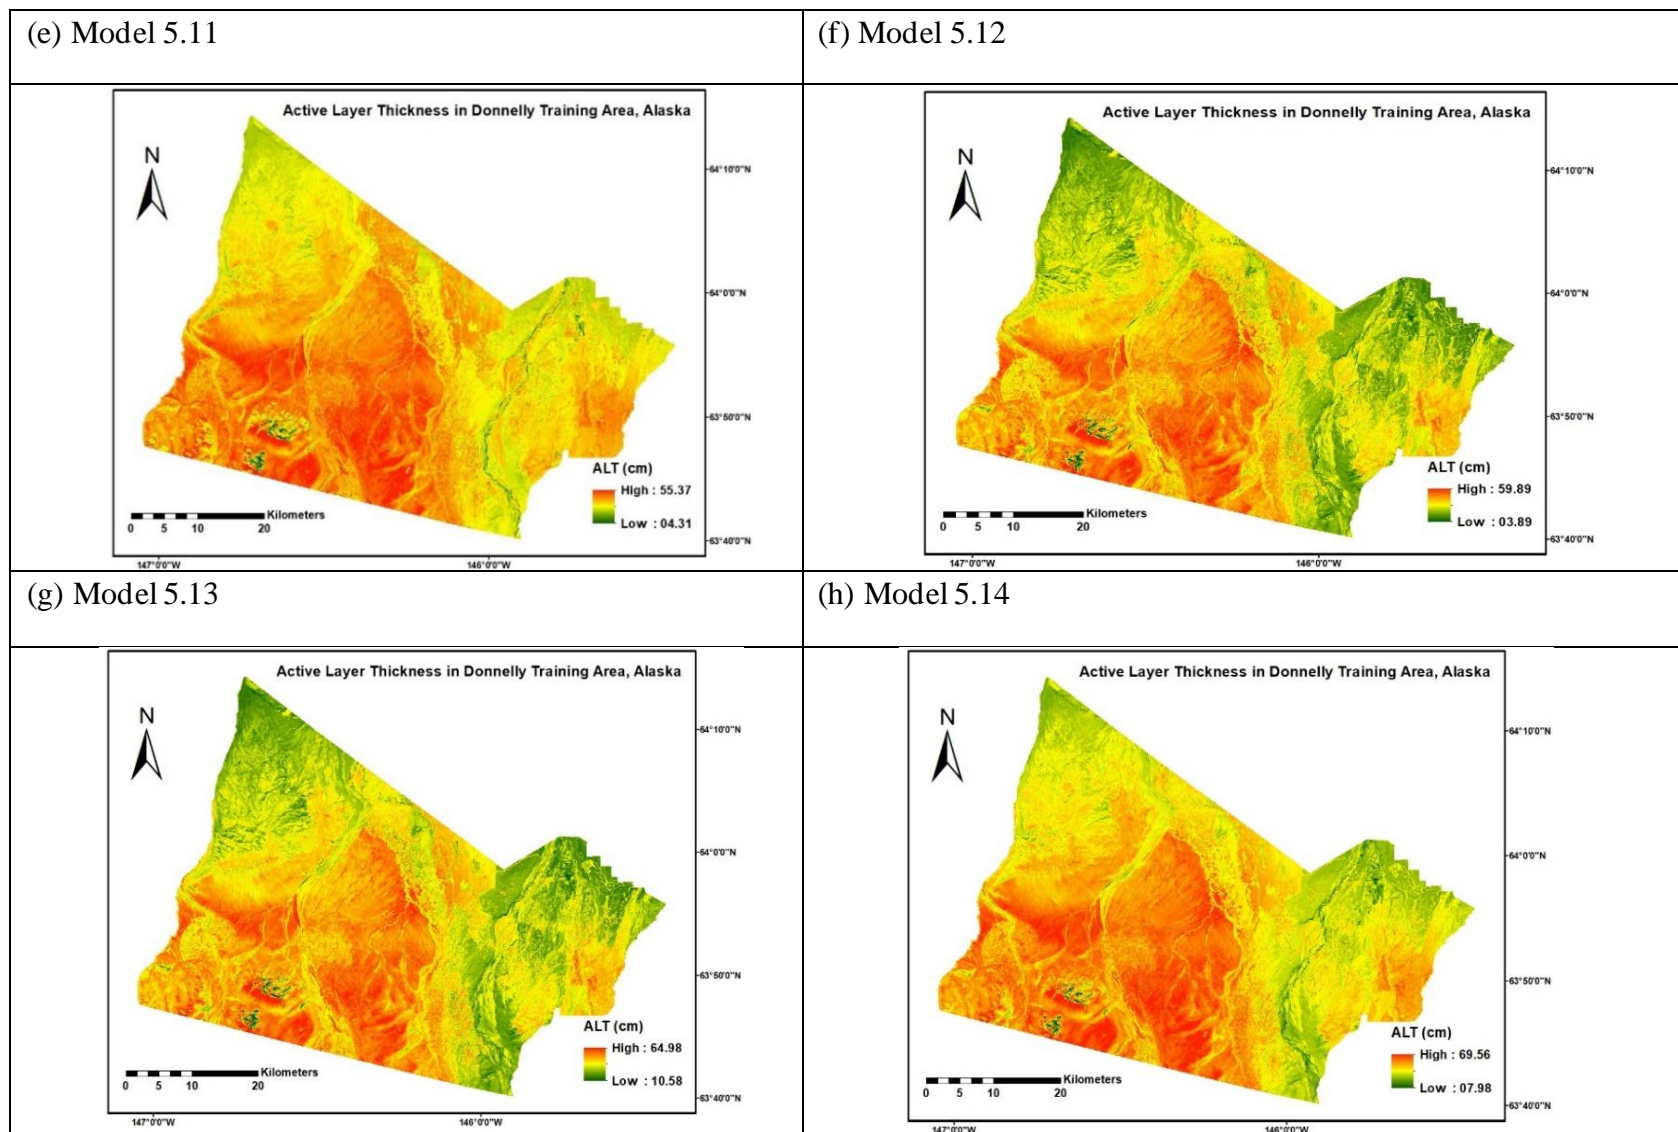 (e) Model 5.11
(f) Model 5.12
Active Layer Thickness in Donnelly Training Area, Alaska
N
64°10'0"N
64°0'0"N
63°50'0"N
ALT (cm)
High : 55.37
Low : 04.31
Kilometers
0 5 10 20
63°40'0"N
147°0'0"W 146°0'0"W
Active Layer Thickness in Donnelly Training Area, Alaska
N
64°10'0"N
64°0'0"N
63°50'0"N
ALT (cm)
High : 59.89
Low : 03.89
Kilometers
0 5 10 20
63°40'0"N
147°0'0"W 146°0'0"W
(g) Model 5.13
(h) Model 5.14
Active Layer Thickness in Donnelly Training Area, Alaska
N
64°10'0"N
64°0'0"N
63°50'0"N
ALT (cm)
High : 64.98
Low : 10.58
Kilometers
0 5 10 20
63°40'0"N
147°0'0"W 146°0'0"W
Active Layer Thickness in Donnelly Training Area, Alaska
N
64°10'0"N
64°0'0"N
63°50'0"N
ALT (cm)
High : 69.56
Low : 07.98
Kilometers
0 5 10 20
63°40'0"N
147°0'0"W 146°0'0"W